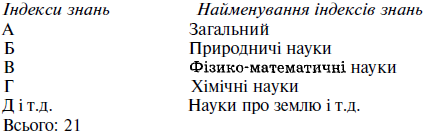 Індекси знань Найменування індексів знань
А Загальний
Б Природничі науки
В Фізико-математичні науки
Г Хімічні науки
Д і т.д. Науки про землю і т.д.
Всього: 21